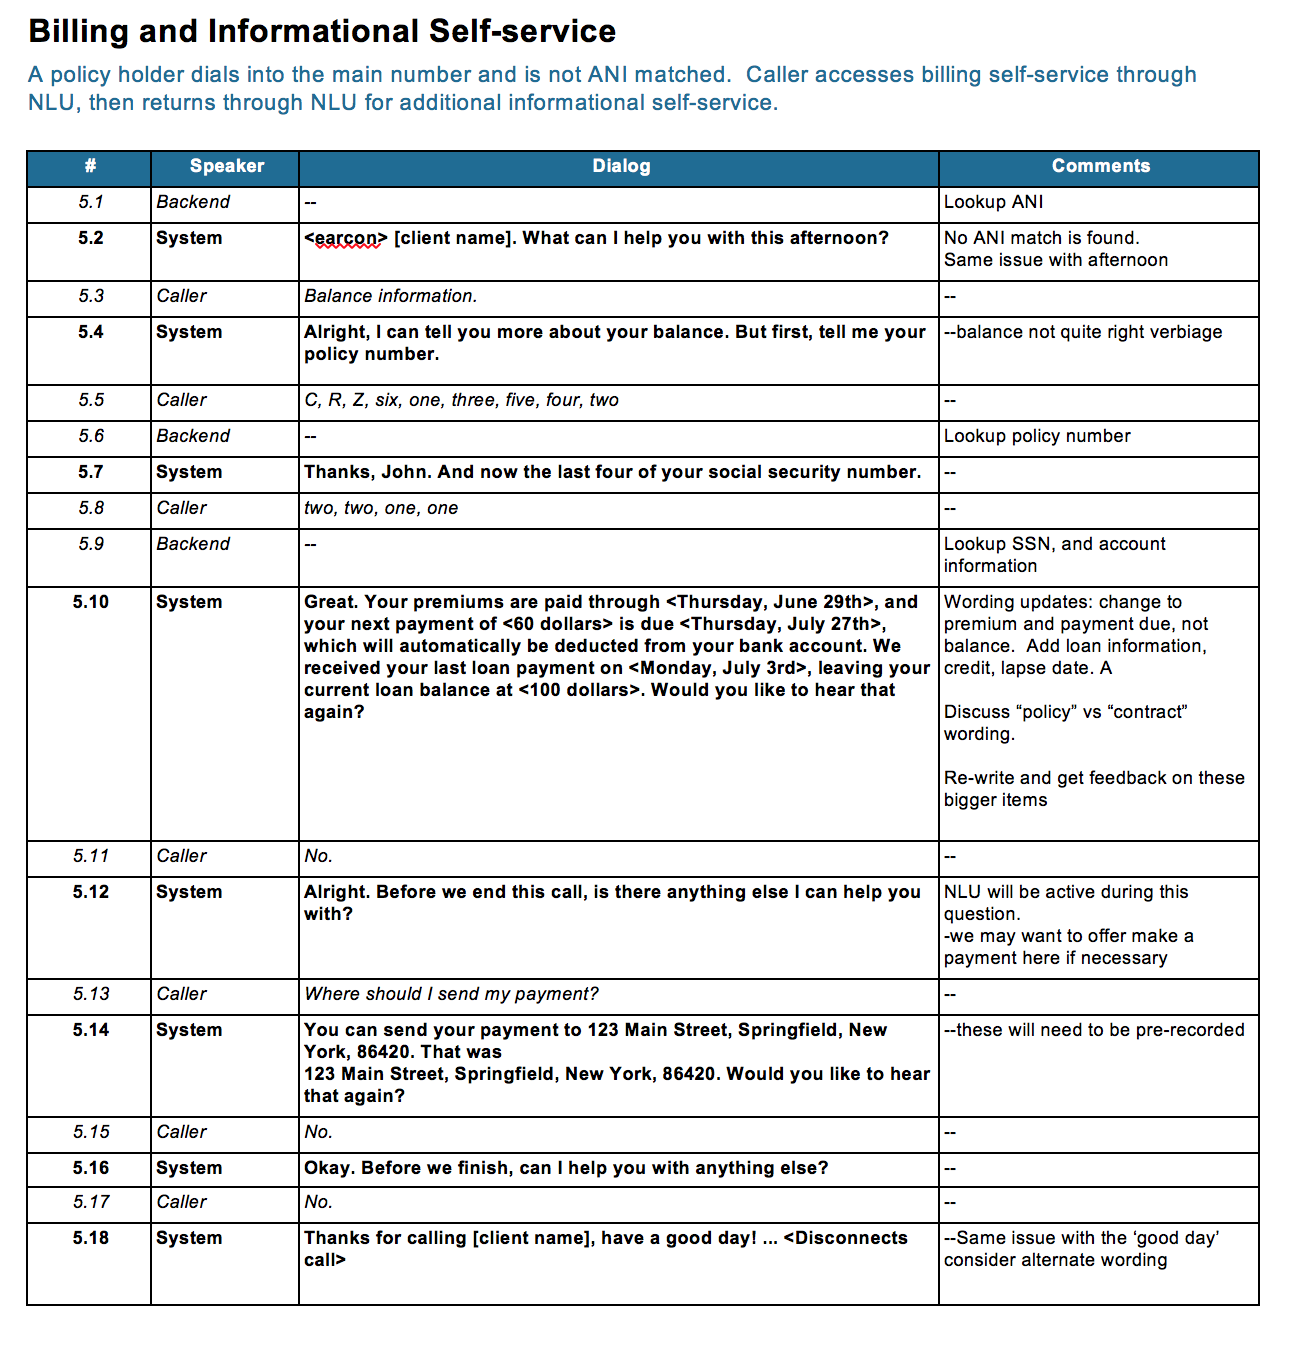 Billing and Informational Self-service
A policy holder dials into the main number and is not ANI matched.  Caller accesses billing self-service through
NLU, then returns through NLU for additional informational self-service.
# Speaker Dialog Comments
5.1 Backend -- Lookup ANI
5.2 System <earcon> [client name]. What can I help you with this afternoon? No ANI match is found.
Same issue with afternoon
5.3 Caller Balance information. --
5.4 System Alright, I can tell you more about your balance. But first, tell me your --balance not quite right verbiage
policy number.
5.5 Caller C, R, Z, six, one, three, five, four, two --
5.6 Backend -- Lookup policy number
5.7 System Thanks, John. And now the last four of your social security number. --
5.8 Caller two, two, one, one --
5.9 Backend -- Lookup SSN, and account
information
5.10 System Great. Your premiums are paid through <Thursday, June 29th>, and
your next payment of <60 dollars> is due <Thursday, July 27th>,
which will automatically be deducted from your bank account. We
received your last loan payment on <Monday, July 3rd>, leaving your
current loan balance at <100 dollars>. Would you like to hear that
again?
Wording updates: change to
premium and payment due, not
balance.  Add loan information,
credit, lapse date. A
Discuss “policy” vs “contract”
wording.
Re-write and get feedback on these
bigger items
5.11 Caller No. --
5.12 System Alright. Before we end this call, is there anything else I can help you
with?
NLU will be active during this
question.
-we may want to offer make a
payment here if necessary
5.13 Caller Where should I send my payment? --
5.14 System You can send your payment to 123 Main Street, Springfield, New
York, 86420. That was
123 Main Street, Springfield, New York, 86420. Would you like to hear
that again?
--these will need to be pre-recorded
5.15 Caller No. --
5.16 System Okay. Before we finish, can I help you with anything else? --
5.17 Caller No. --
5.18 System Thanks for calling [client name], have a good day! ... <Disconnects
call>
--Same issue with the ‘good day’
consider alternate wording